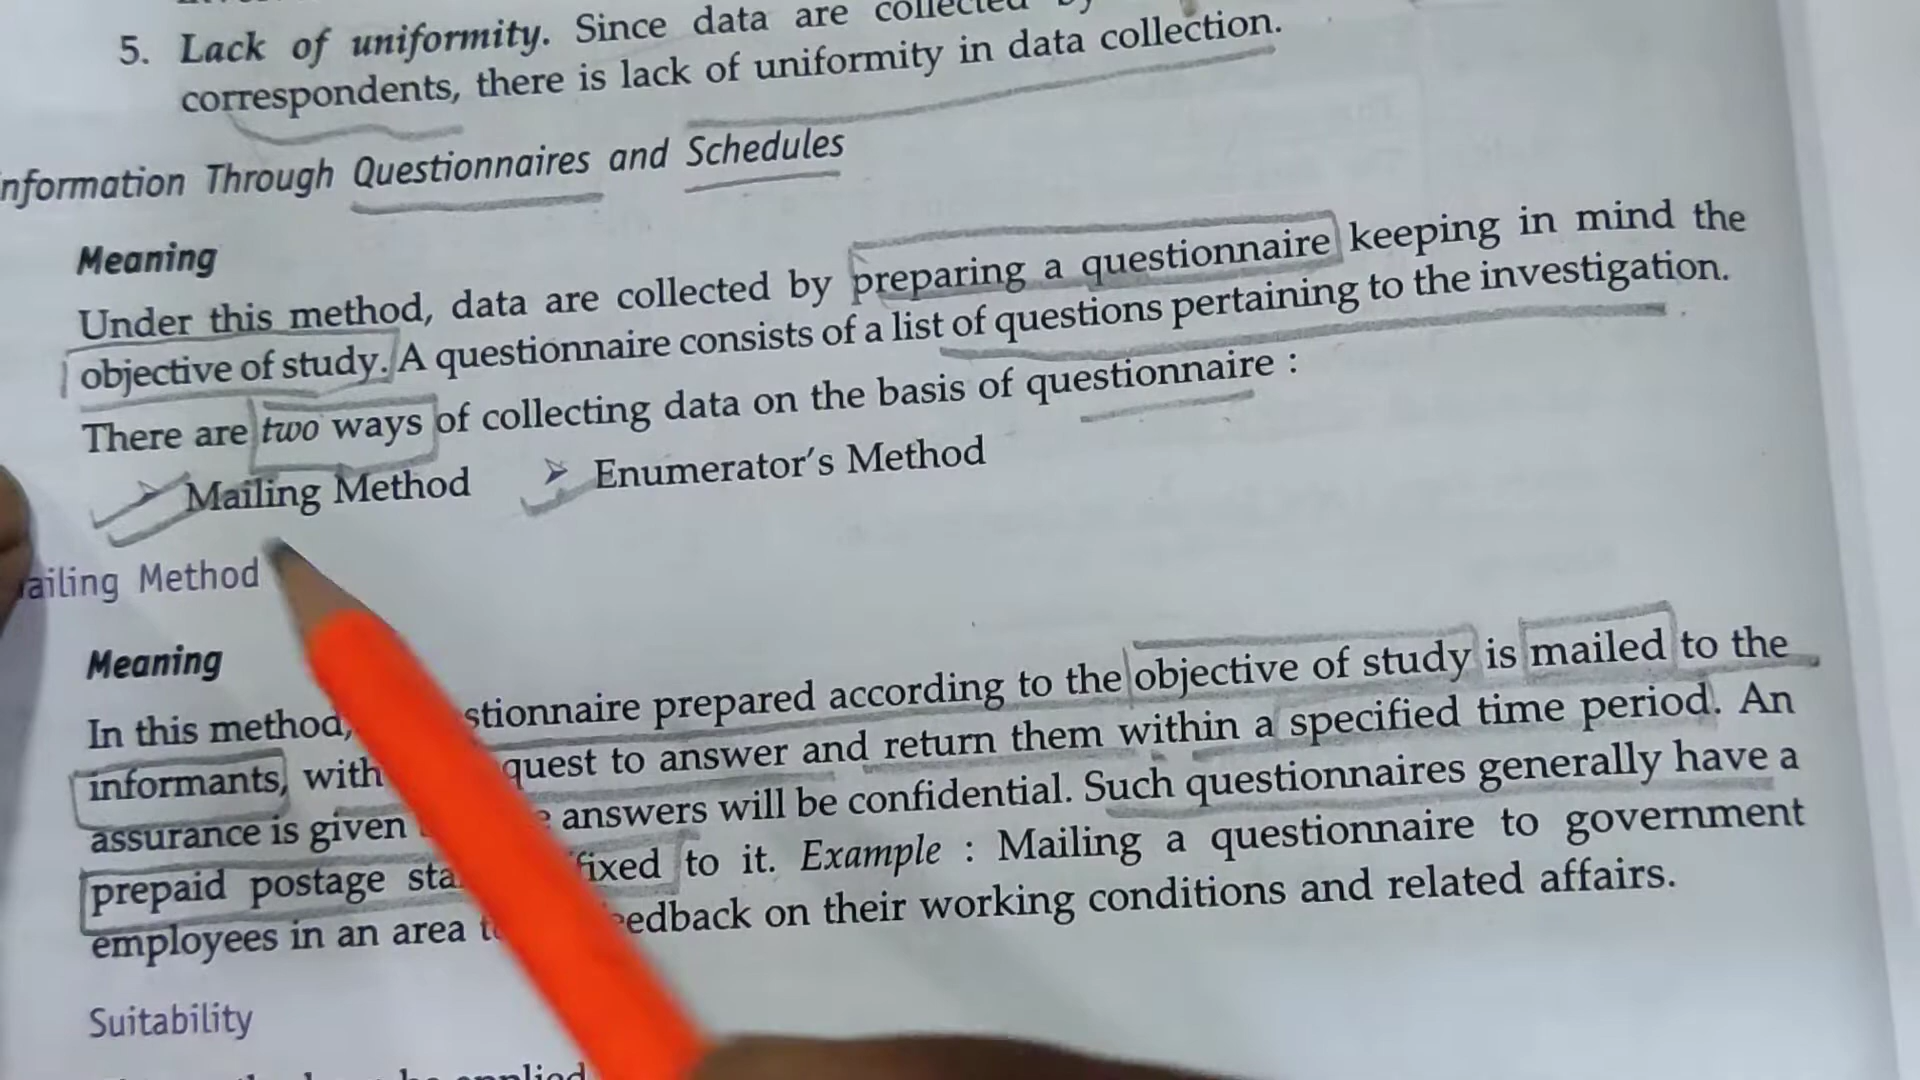 5. Lack of uniformity. Since data are collected
correspondents, there is lack of uniformity in data collection.
nformation Through Questionnaires and Schedules
Meaning
Under this method, data are collected by preparing a questionnaire keeping in mind the
objective of study. A questionnaire consists of a list of questions pertaining to the investigation.
There are two ways of collecting data on the basis of questionnaire :
➤ Mailing Method ➤ Enumerator's Method
ailing Method
Meaning
In this method, stionnaire prepared according to the objective of study is mailed to the
informants, with quest to answer and return them within a specified time period. An
assurance is given answers will be confidential. Such questionnaires generally have a
prepaid postage sta fixed to it. Example : Mailing a questionnaire to government
employees in an area eedback on their working conditions and related affairs.
Suitability
applied